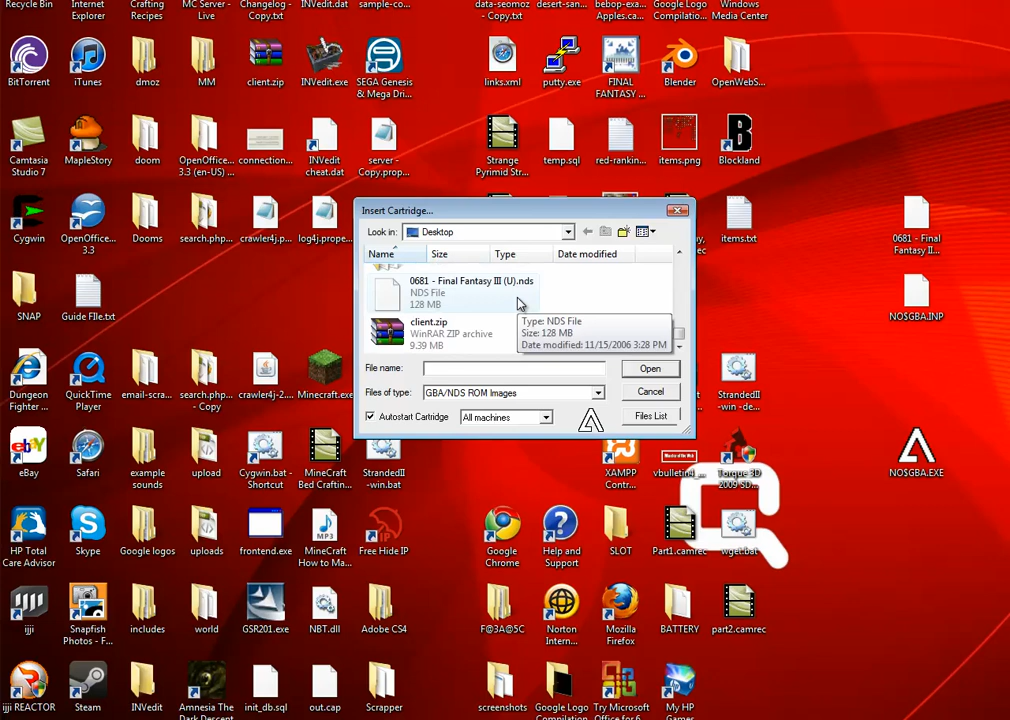 Recycle Bin
Internet
Explorer
Crafting
Recipes
MC Server -
Live
Changelog -
Copy.txt
INVedit.dat
sample-co...
data-seomoz
- Copy.txt
desert-san...
bebop-exa...
Apples.ca...
Google Logo
Compilatio...
Windows
Media Center
BitTorrent
iTunes
dmoz
MM
client.zip
INVedit.exe
SEGA Genesis
& Mega Dri...
links.xml
putty.exe
FINAL
FANTASY ...
Blender
OpenWebS...
Camtasia
Studio 7
MapleStory
doom
OpenOffice...
3.3 (en-US) ...
connection...
INVedit
cheat.dat
server -
Copy.prop...
Strange
Pyrimid Str...
temp.sql
red-rankin...
items.png
Blockland
Cygwin
OpenOffice...
3.3
Dooms
search.php...
crawler4j.p...
log4j.prope...
items.txt
0681 - Final
Fantasy II...
SNAP
Guide FIle.txt
NO$GBA.INP
Insert Cartridge...
Look in:
Desktop
Name
Size
Type
Date modified
0681 - Final Fantasy III (U).nds
NDS File
128 MB
client.zip
WinRAR ZIP archive
9.39 MB
Type: NDS File
Size: 128 MB
Date modified: 11/15/2006 3:28 PM
File name:
Open
Files of type:
GBA/NDS ROM Images
Cancel
Autostart Cartridge
All machines
Files List
Dungeon
Fighter ...
QuickTime
Player
email-scra...
search.php...
- Copy
crawler4j-2...
Minecraft.exe
StrandedII
-win -de...
eBay
Safari
example
sounds
upload
Cygwin.bat -
Shortcut
MineCraft
Bed Craftin...
StrandedII
-win.bat
XAMPP
Contr...
vbulletin4_...
Torque 3D
2009 SD...
NO$GBA.EXE
HP Total
Care Advisor
Skype
Google logos
uploads
frontend.exe
MP3
MineCraft
How to Ma...
Free Hide IP
Google
Chrome
Help and
Support
SLOT
Part1.camrec
wget.bat
ijji
Snapfish
Photos - F...
includes
world
GSR201.exe
NBT.dll
Adobe CS4
F@3A@5C
Norton
Intern...
Mozilla
Firefox
BATTERY
part2.camrec
ijji REACTOR
Steam
INVedit
Amnesia The
Dark Descent
init_db.sql
out.cap
Scrapper
screenshots
Google Logo
Compilation
Try Microsoft
Office for 6
My HP
Games